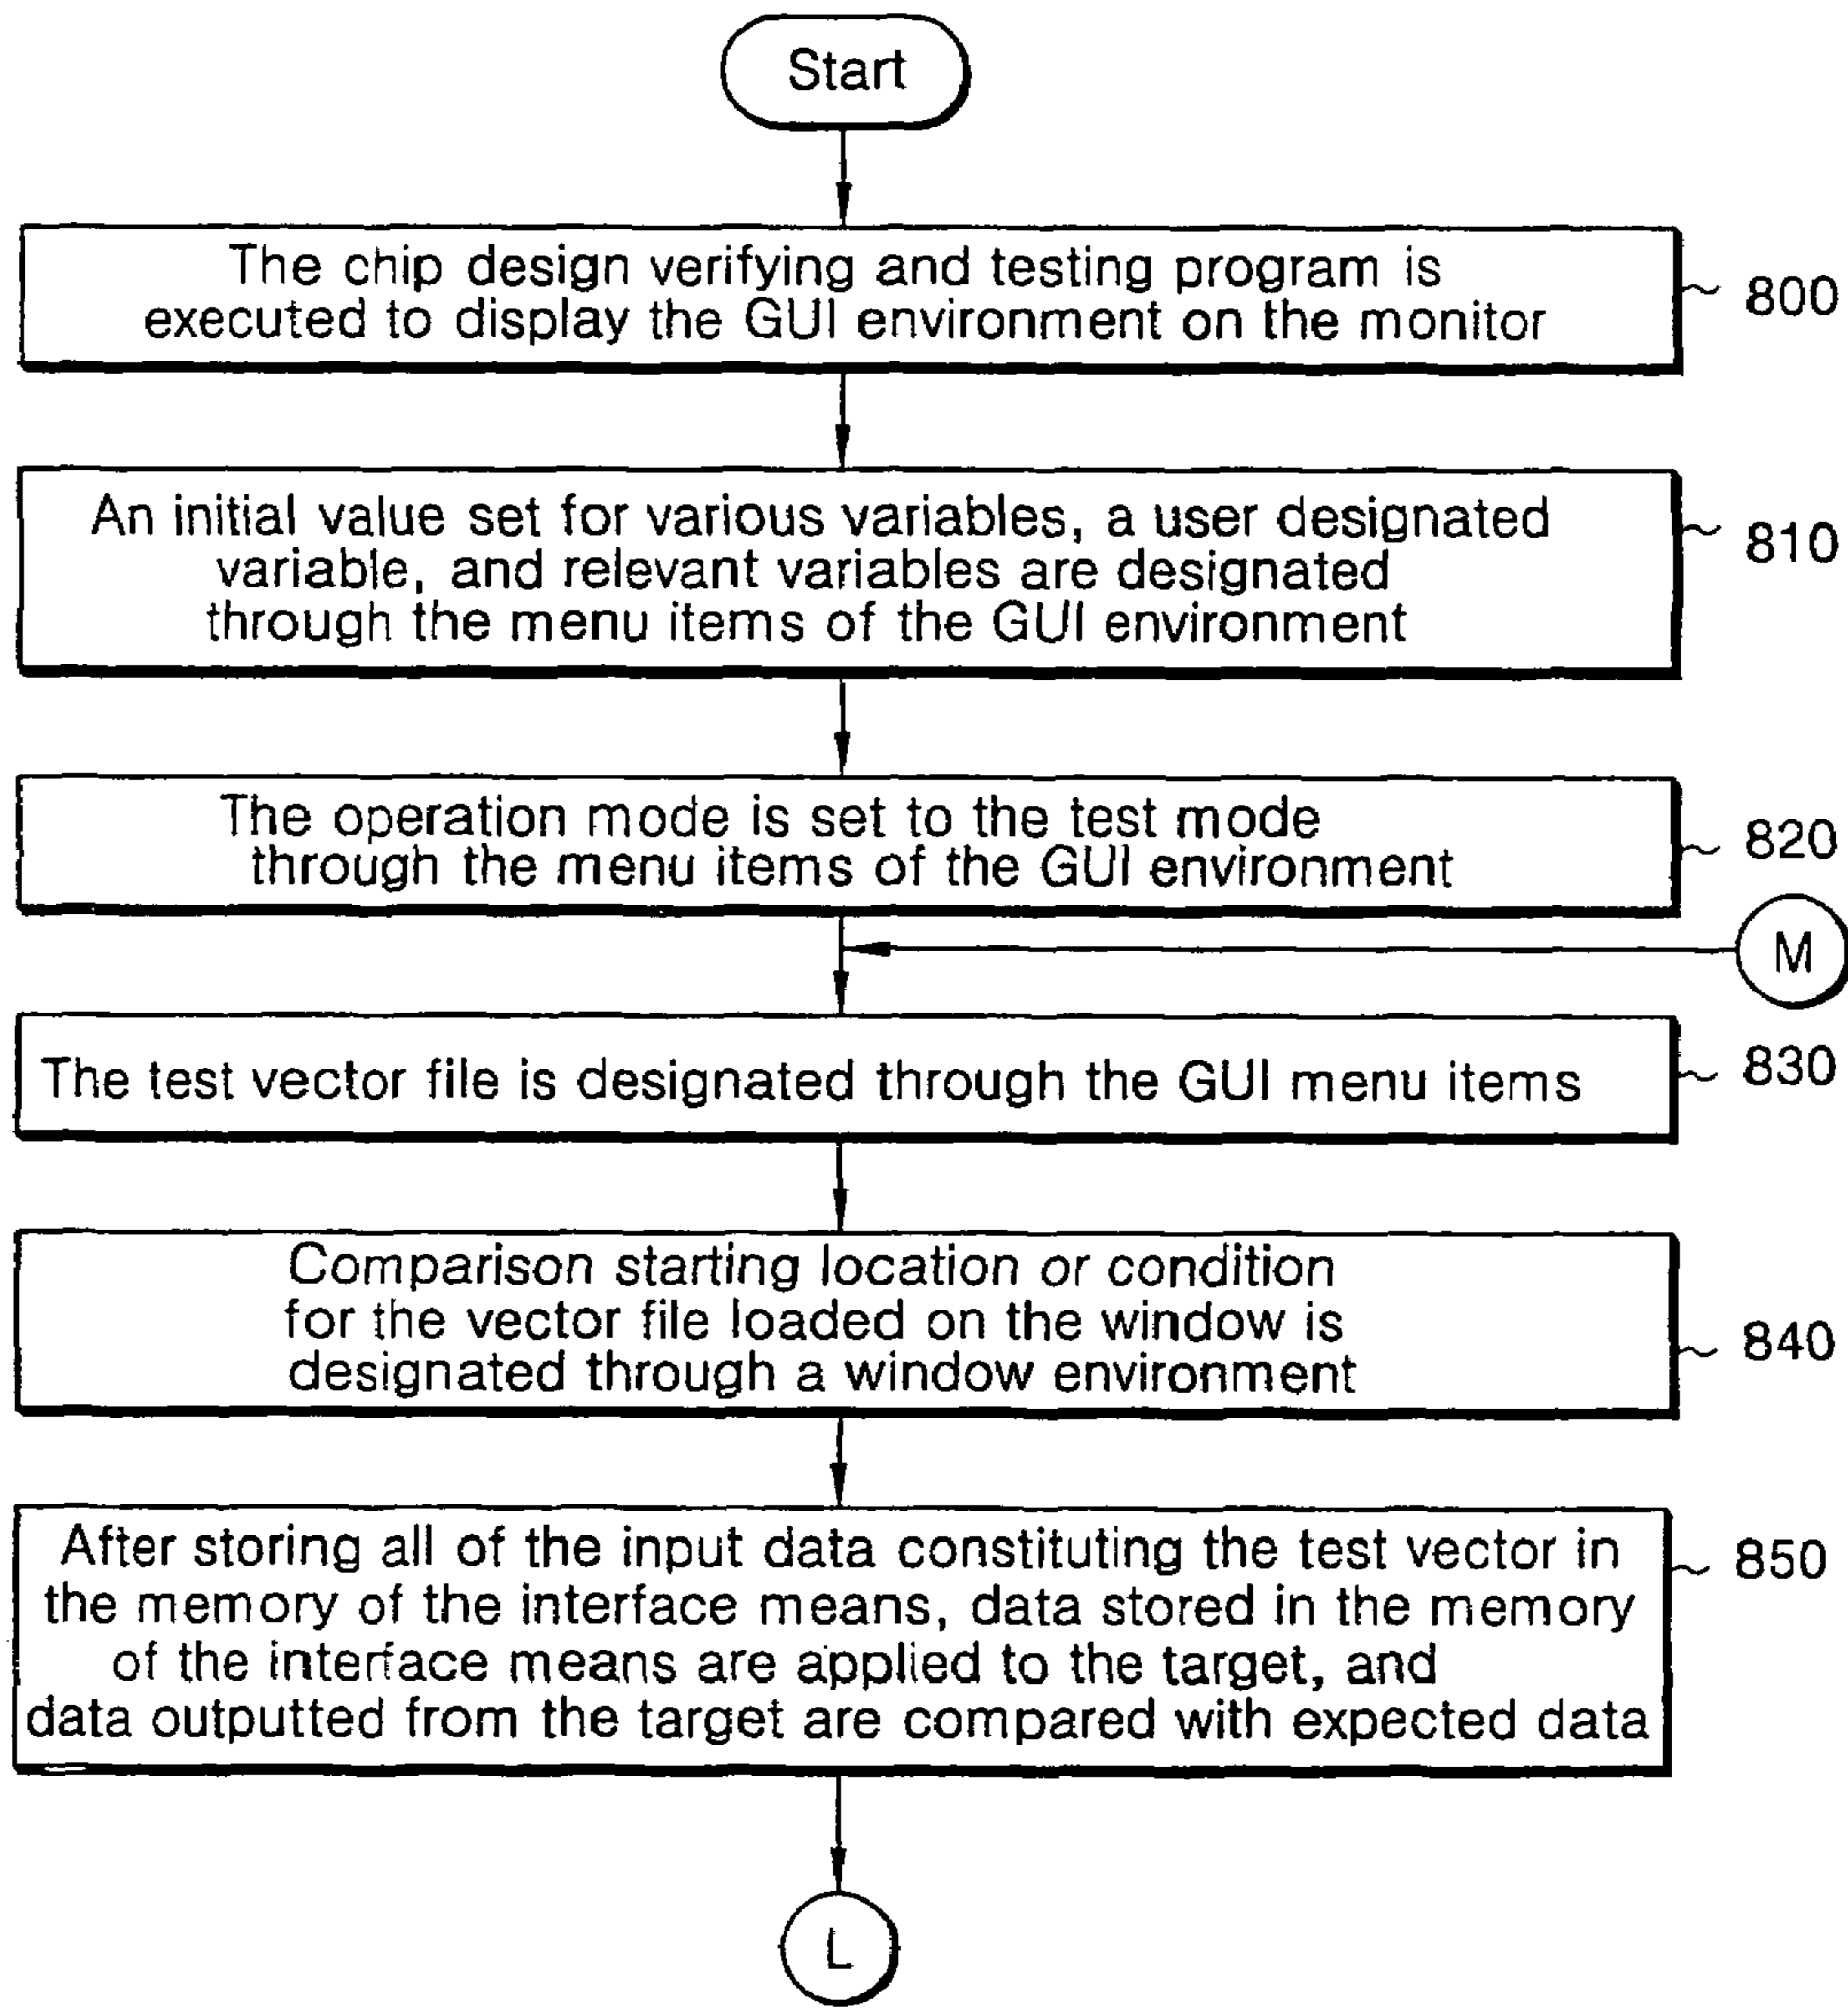 Start
The chip design verifying and testing program is
executed to display the GUI environment on the monitor
800
An initial value set for various variables, a user designated
variable, and relevant variables are designated
through the menu items of the GUI environment
810
The operation mode is set to the test mode
through the menu items of the GUI environment
820
M
The test vector file is designated through the GUI menu items
830
Comparison starting location or condition
for the vector file loaded on the window is
designated through a window environment
840
After storing all of the input data constituting the test vector in
the memory of the interface means, data stored in the memory
of the interface means are applied to the target, and
data outputted from the target are compared with expected data
850
L